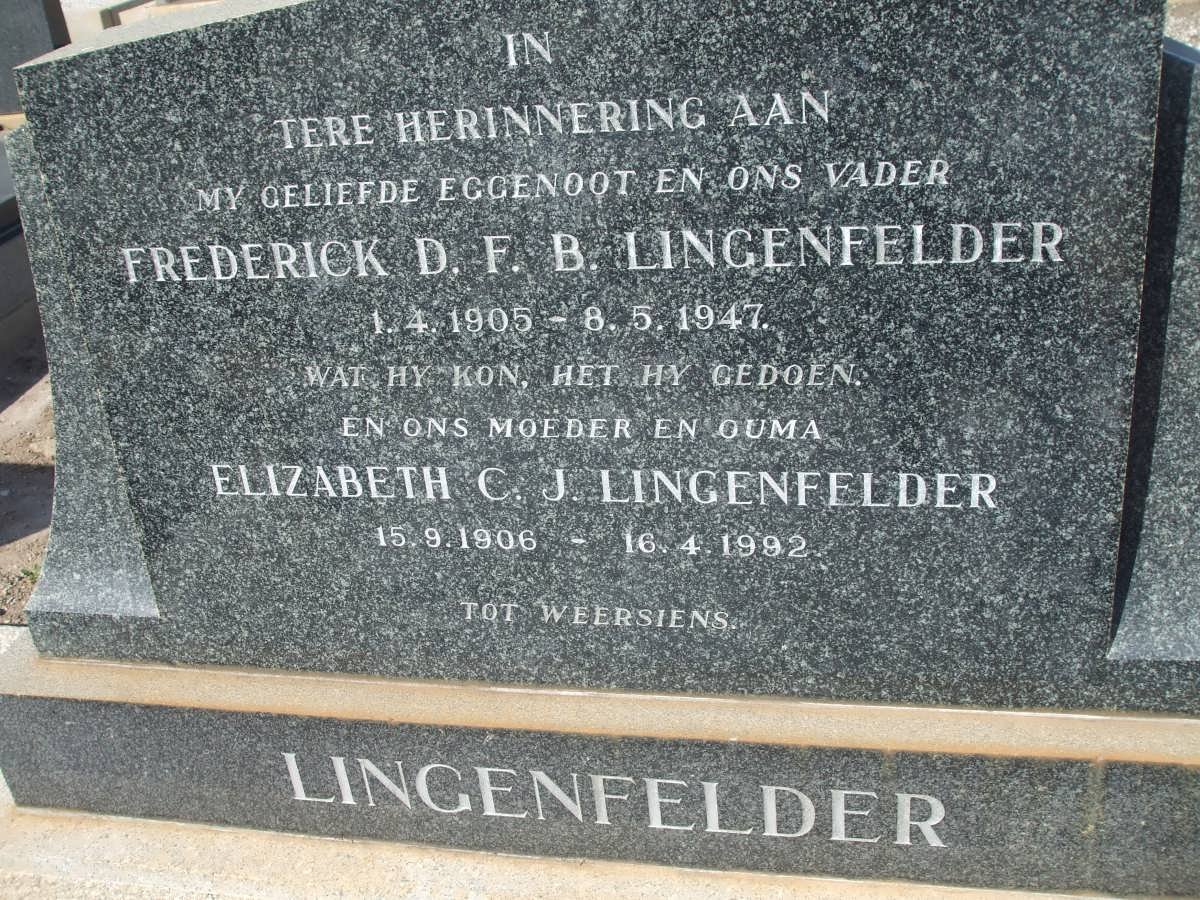 IN
TERE HERINNERING AAN
MY GELIEFDE EGGENOOT EN ONS VADER
FREDERICK D. F. B. LINGENFELDER
1. 4. 1905 - 8. 5. 1947.
WAT HY KON, HET HY GEDOEN.
EN ONS MOEDER EN OUMA
ELIZABETH C. J. LINGENFELDER
15. 9. 1906 - 16. 4. 1992.
TOT WEERSIENS.
LINGENFELDER